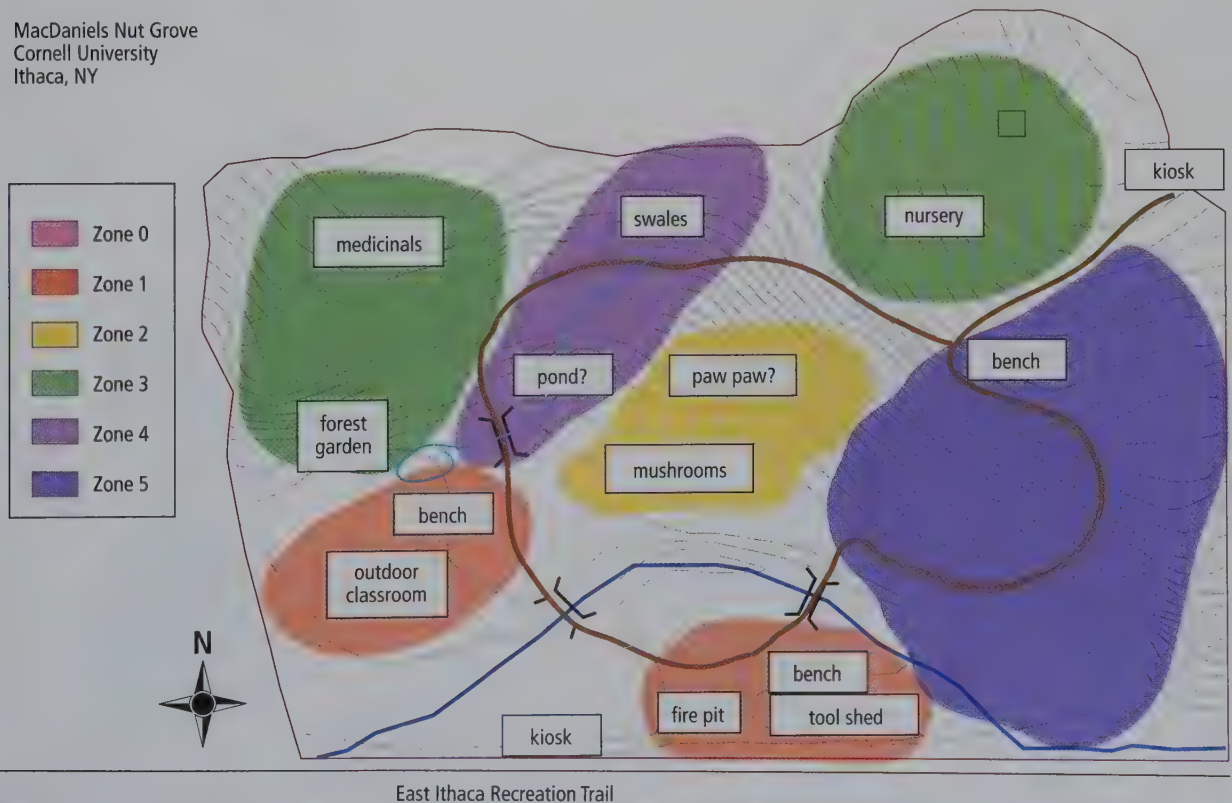 MacDaniels Nut Grove
Cornell University
Ithaca, NY
Zone 0
Zone 1
Zone 2
Zone 3
Zone 4
Zone 5
kiosk
swales
nursery
medicinals
bench
pond?
paw paw?
forest
garden
mushrooms
bench
outdoor
classroom
N
bench
fire pit
tool shed
kiosk
East Ithaca Recreation Trail